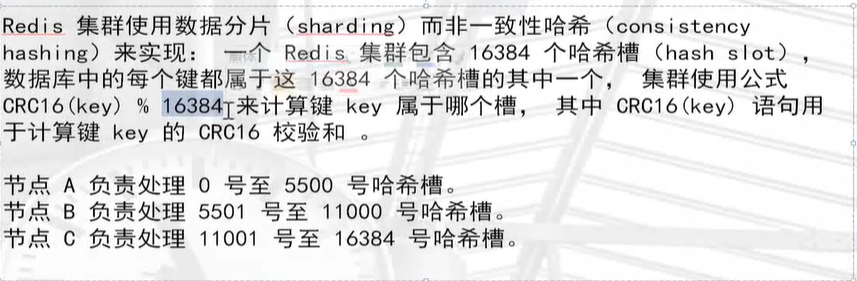 Redis 集群使用数据分片（sharding）而非一致性哈希（consistency
hashing）来实现： 一个 Redis 集群包含 16384 个哈希槽（hash slot），
数据库中的每个键都属于这 16384 个哈希槽的其中一个， 集群使用公式
CRC16(key) % 16384 来计算键 key 属于哪个槽， 其中 CRC16(key) 语句用
于计算键 key 的 CRC16 校验和 。
节点 A 负责处理 0 号至 5500 号哈希槽。
节点 B 负责处理 5501 号至 11000 号哈希槽。
节点 C 负责处理 11001 号至 16384 号哈希槽。